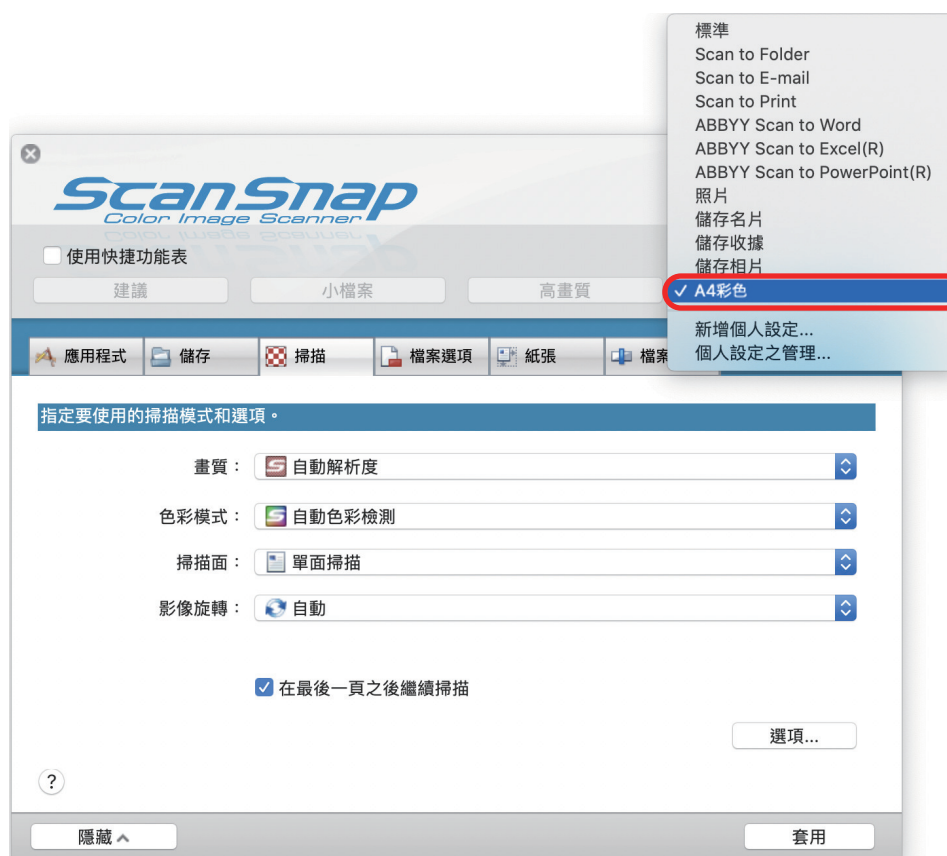 標準
Scan to Folder
Scan to E-mail
Scan to Print
ABBYY Scan to Word
ABBYY Scan to Excel(R)
ABBYY Scan to PowerPoint(R)
照片
儲存名片
儲存收據
儲存相片
✓ A4彩色
新增個人設定...
個人設定之管理...
ScanSnap
Color Image Scanner
使用快捷功能表
建議 小檔案 高畫質
應用程式 儲存 掃描 檔案選項 紙張 檔案
指定要使用的掃描模式和選項。
畫質： 自動解析度
色彩模式： 自動色彩檢測
掃描面： 單面掃描
影像旋轉： 自動
在最後一頁之後繼續掃描
選項...
?
隱藏 套用